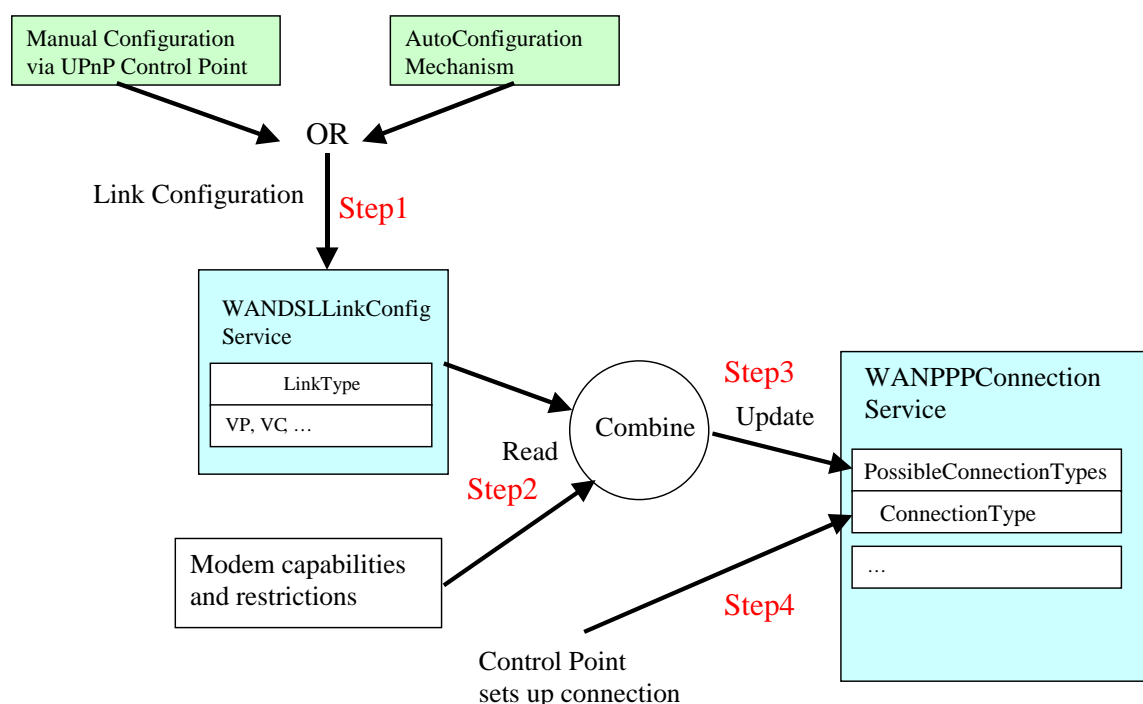 Manual Configuration
via UPnP Control Point
AutoConfiguration
Mechanism
OR
Link Configuration
Step1
WANDSLLinkConfig
Service
LinkType
VP, VC, …
Combine
Read
Step2
Modem capabilities
and restrictions
Step3
Update
WANPPPConnection
Service
PossibleConnectionTypes
ConnectionType
…
Step4
Control Point
sets up connection